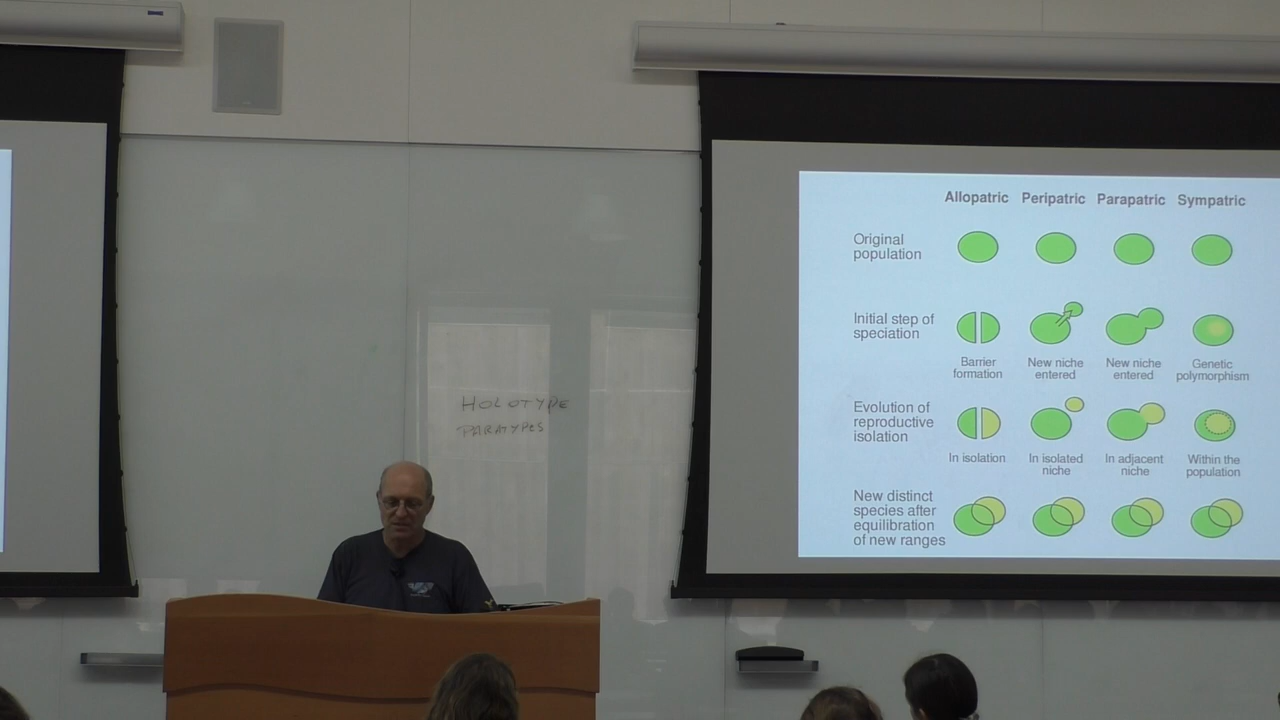 HOLOTYPE
PARATYPES
Allopatric Peripatric Parapatric Sympatric
Original
population
Initial step of
speciation
Barrier
formation
New niche
entered
New niche
entered
Genetic
polymorphism
Evolution of
reproductive
isolation
In isolation
In isolated
niche
In adjacent
niche
Within the
population
New distinct
species after
equilibration
of new ranges